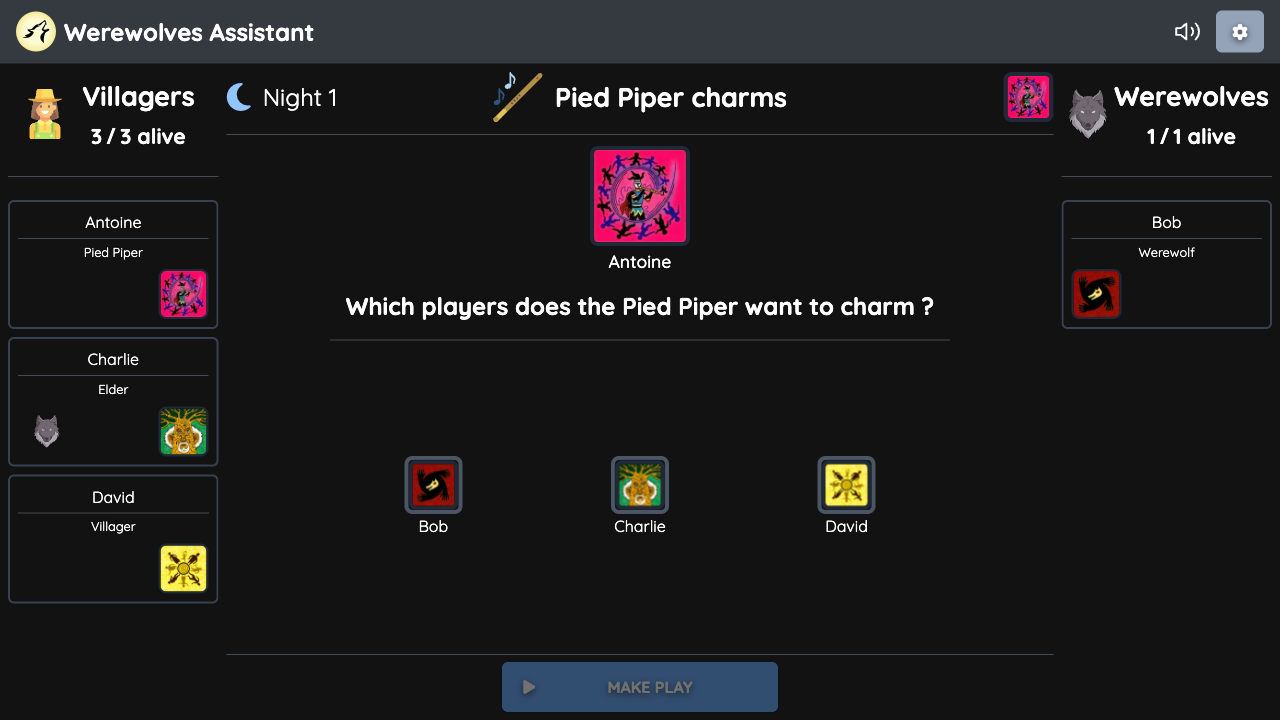 Werewolves Assistant
Villagers
3 / 3 alive
Night 1
Pied Piper charms
Werewolves
1 / 1 alive
Antoine
Pied Piper
Charlie
Elder
David
Villager
Antoine
Which players does the Pied Piper want to charm ?
Bob
Charlie
David
Bob
Werewolf
MAKE PLAY